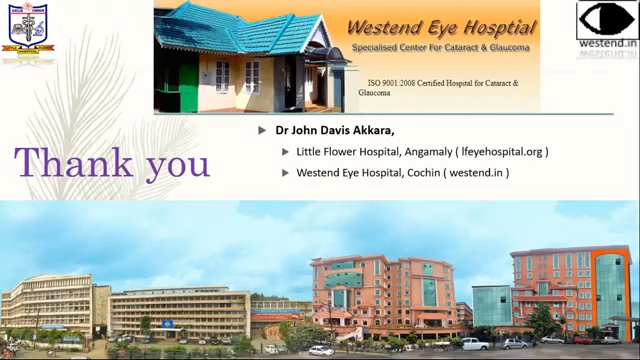 Westend Eye Hosptial
Specialised Center For Cataract & Glaucoma
westend.in
ISO 9001:2008 Certified Hospital for Cataract &
Glaucoma
Thank you
Dr John Davis Akkara,
Little Flower Hospital, Angamaly ( lfeyehospital.org )
Westend Eye Hospital, Cochin ( westend.in )